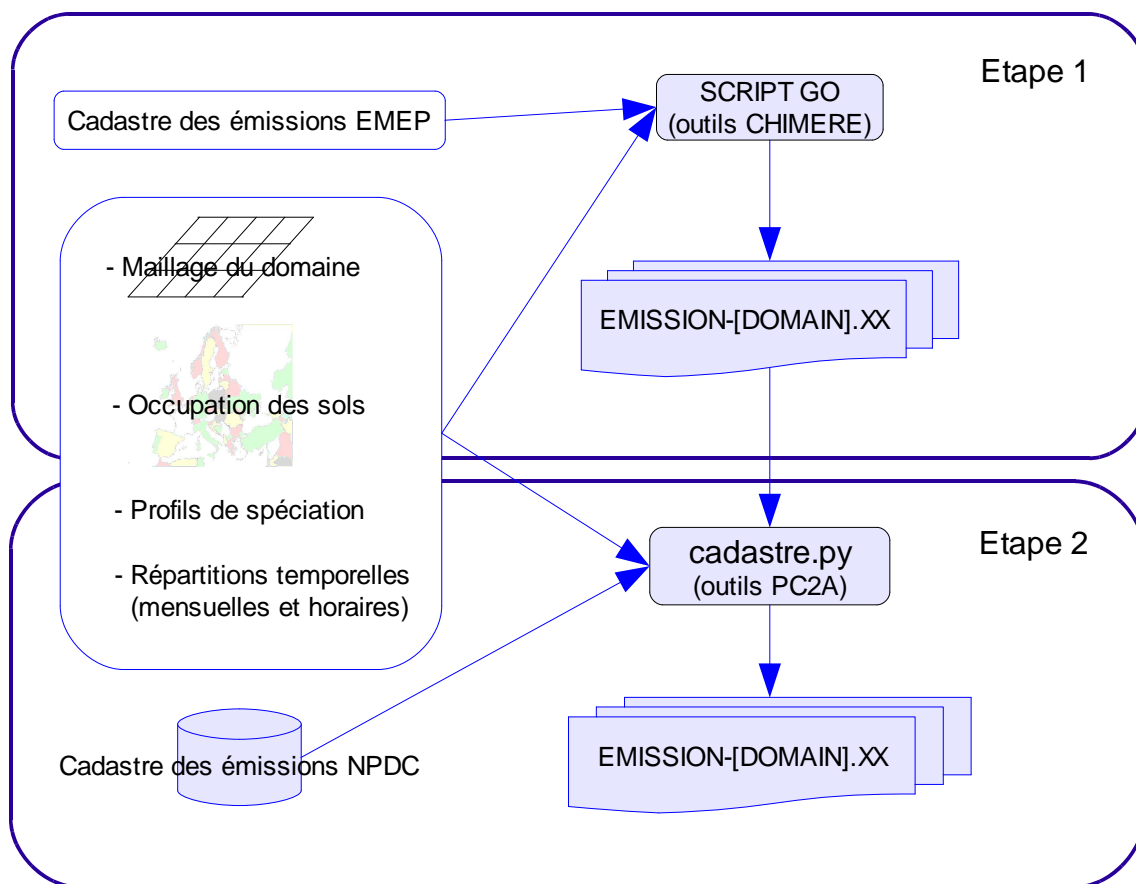 Etape 1
Cadastre des émissions EMEP
SCRIPT GO
(outils CHIMERE)
- Maillage du domaine
- Occupation des sols
- Profils de spéciation
- Répartitions temporelles
(mensuelles et horaires)
EMISSION-[DOMAIN].XX
Etape 2
cadastre.py
(outils PC2A)
Cadastre des émissions NPDC
EMISSION-[DOMAIN].XX